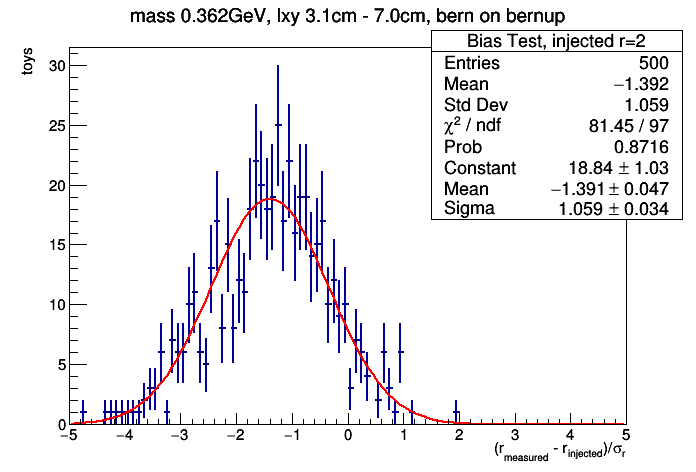 mass 0.362GeV, lxy 3.1cm - 7.0cm, bern on bernup
Bias Test, injected r=2
Entries 500
Mean −1.392
Std Dev 1.059
χ² / ndf 81.45 / 97
Prob 0.8716
Constant 18.84 ± 1.03
Mean −1.391 ± 0.047
Sigma 1.059 ± 0.034
toys
30
25
20
15
10
5
0
−5 −4 −3 −2 −1 0 1 2 3 4 5
(r_measured - r_injected)/σ_r